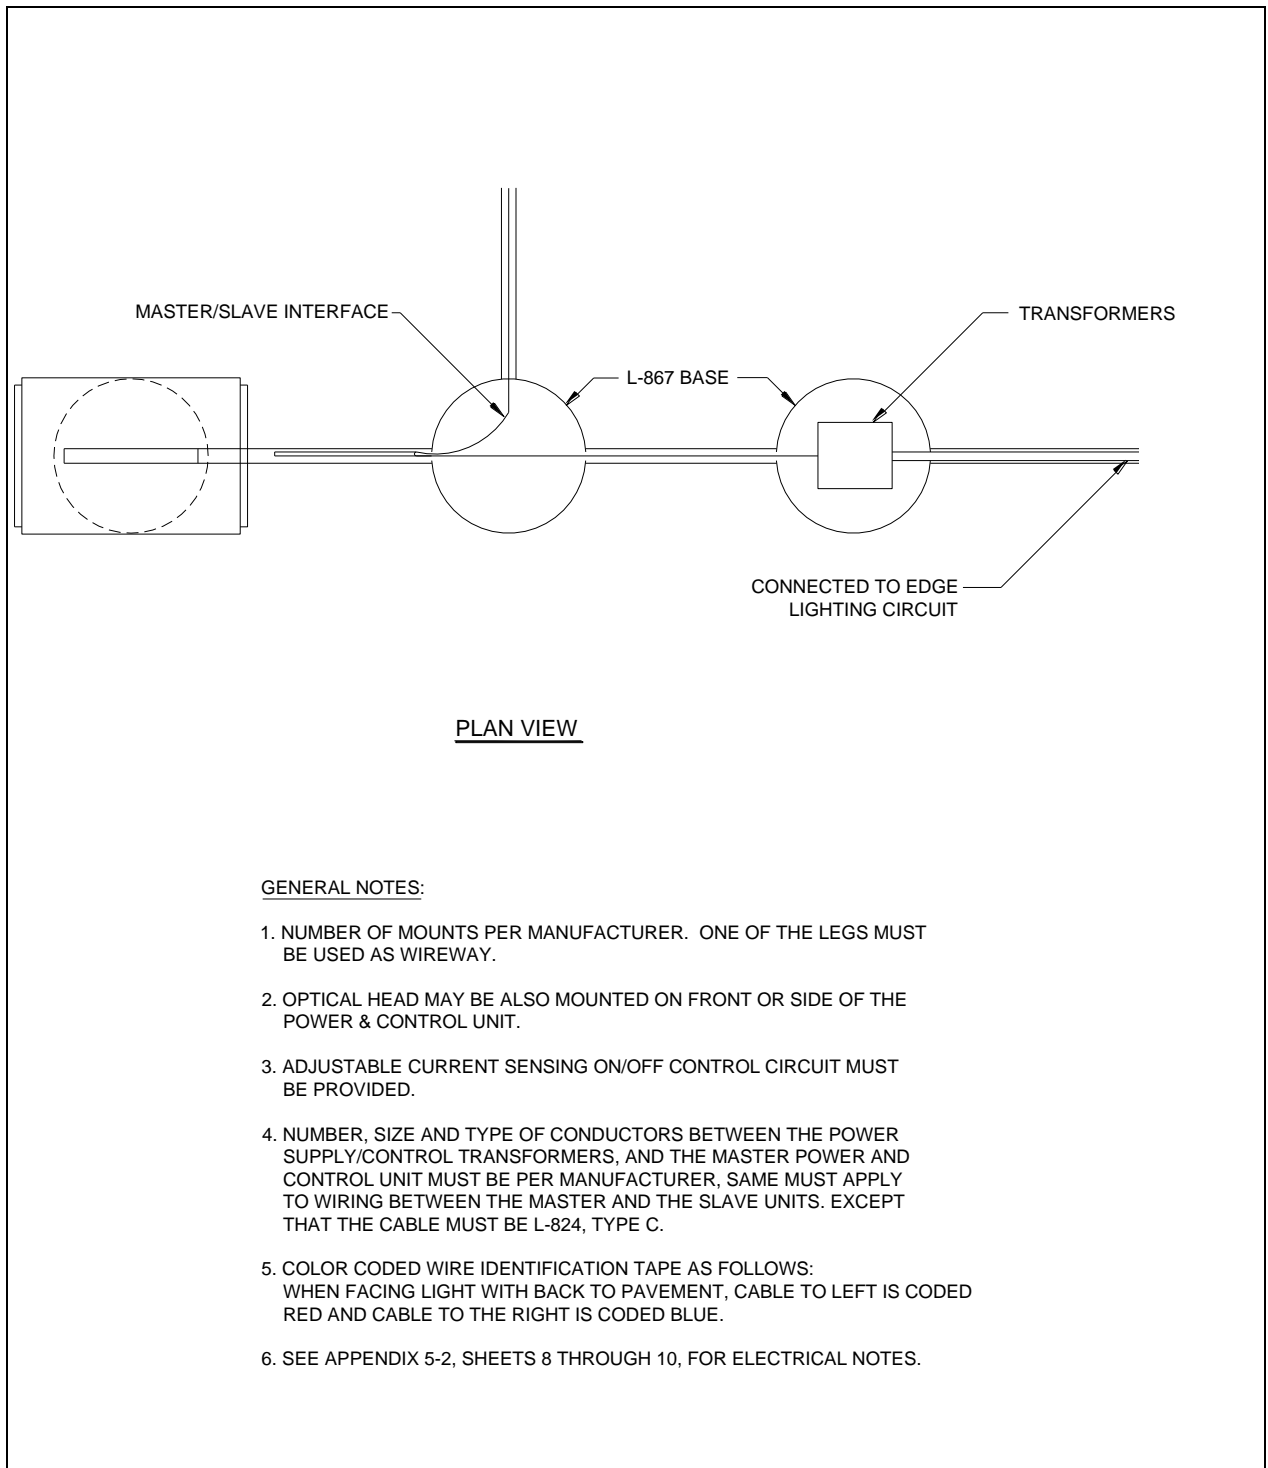 MASTER/SLAVE INTERFACE
TRANSFORMERS
L-867 BASE
CONNECTED TO EDGE
LIGHTING CIRCUIT
PLAN VIEW
GENERAL NOTES:
1. NUMBER OF MOUNTS PER MANUFACTURER. ONE OF THE LEGS MUST
BE USED AS WIREWAY.
2. OPTICAL HEAD MAY BE ALSO MOUNTED ON FRONT OR SIDE OF THE
POWER & CONTROL UNIT.
3. ADJUSTABLE CURRENT SENSING ON/OFF CONTROL CIRCUIT MUST
BE PROVIDED.
4. NUMBER, SIZE AND TYPE OF CONDUCTORS BETWEEN THE POWER
SUPPLY/CONTROL TRANSFORMERS, AND THE MASTER POWER AND
CONTROL UNIT MUST BE PER MANUFACTURER, SAME MUST APPLY
TO WIRING BETWEEN THE MASTER AND THE SLAVE UNITS. EXCEPT
THAT THE CABLE MUST BE L-824, TYPE C.
5. COLOR CODED WIRE IDENTIFICATION TAPE AS FOLLOWS:
WHEN FACING LIGHT WITH BACK TO PAVEMENT, CABLE TO LEFT IS CODED
RED AND CABLE TO THE RIGHT IS CODED BLUE.
6. SEE APPENDIX 5-2, SHEETS 8 THROUGH 10, FOR ELECTRICAL NOTES.